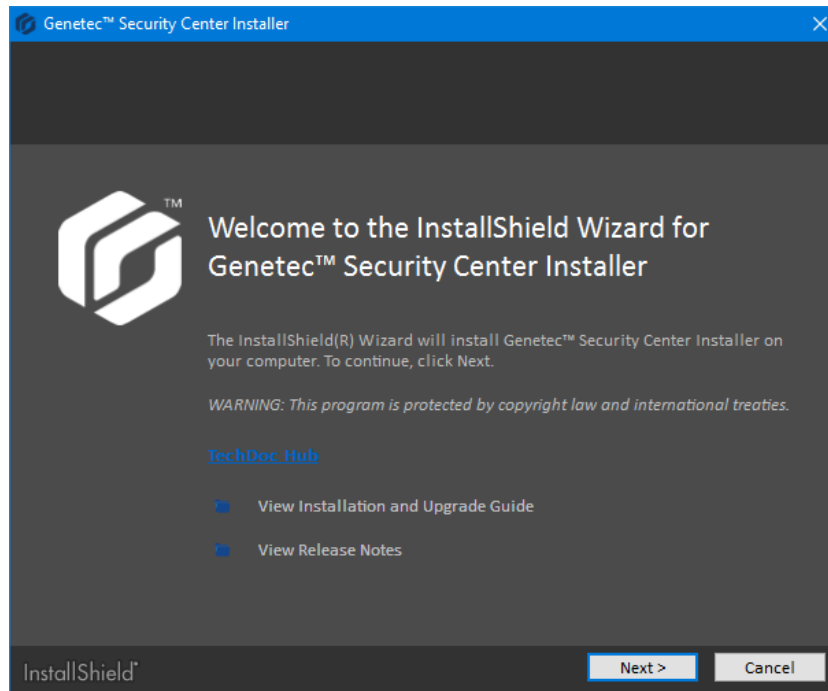 Genetec™ Security Center Installer
TM
Welcome to the InstallShield Wizard for
Genetec™ Security Center Installer
The InstallShield(R) Wizard will install Genetec™ Security Center Installer on
your computer. To continue, click Next.
WARNING: This program is protected by copyright law and international treaties.
TechDoc Hub
View Installation and Upgrade Guide
View Release Notes
InstallShield®
Next >
Cancel